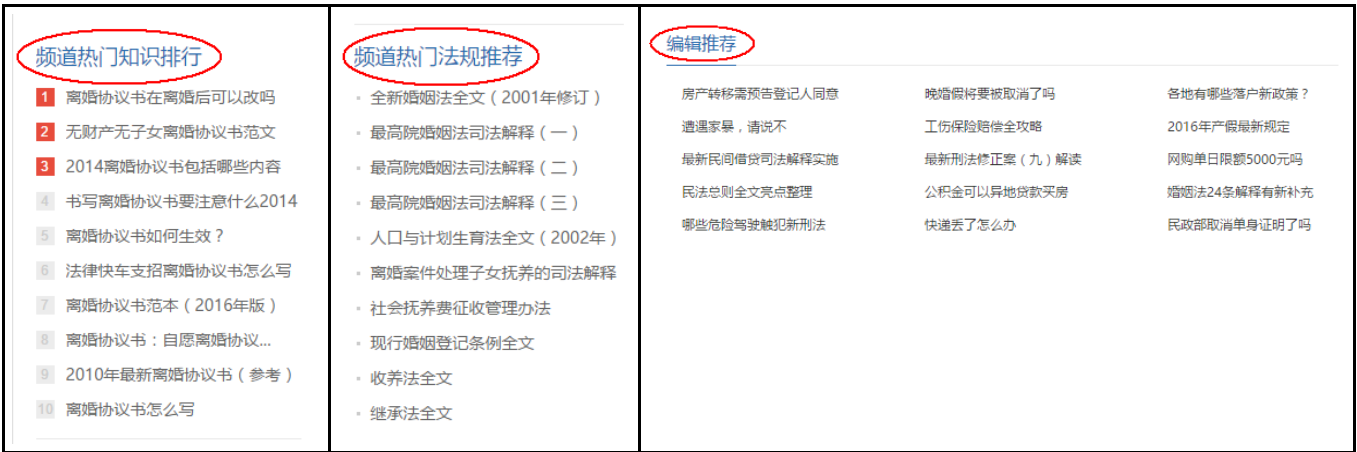 频道热门知识排行
1 离婚协议书在离婚后可以改吗
2 无财产无子女离婚协议书范文
3 2014离婚协议书包括哪些内容
4 书写离婚协议书要注意什么2014
5 离婚协议书如何生效？
6 法律快车支招离婚协议书怎么写
7 离婚协议书范本（2016年版）
8 离婚协议书：自愿离婚协议...
9 2010年最新离婚协议书（参考）
10 离婚协议书怎么写
频道热门法规推荐
全新婚姻法全文（2001年修订）
最高院婚姻法司法解释（一）
最高院婚姻法司法解释（二）
最高院婚姻法司法解释（三）
人口与计划生育法全文（2002年）
离婚案件处理子女抚养的司法解释
社会抚养费征收管理办法
现行婚姻登记条例全文
收养法全文
继承法全文
编辑推荐
房产转移需预告登记人同意 晚婚假将要被取消了吗 各地有哪些落户新政策？
遭遇家暴，请说不 工伤保险赔偿全攻略 2016年产假最新规定
最新民间借贷司法解释实施 最新刑法修正案（九）解读 网购单日限额5000元吗
民法总则全文亮点整理 公积金可以异地贷款买房 婚姻法24条解释有新补充
哪些危险驾驶触犯新刑法 快递丢了怎么办 民政部取消单身证明了吗